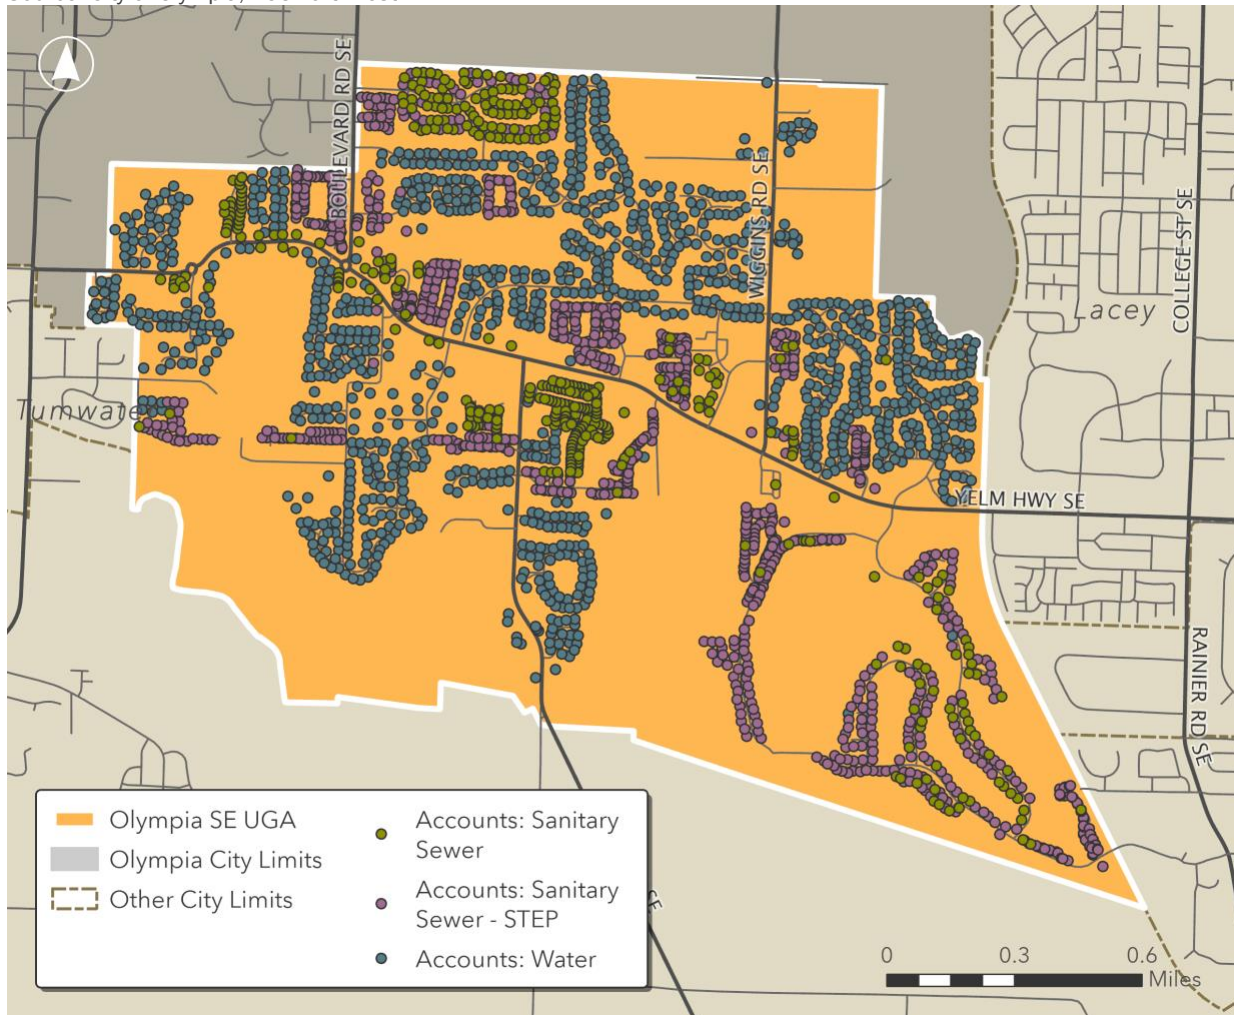 BOULEVARD RD SE
WIGGINS RD SE
COLLEGE ST SE
Lacey
Tumwater
YELM HWY SE
RAINIER RD SE
Olympia SE UGA
Olympia City Limits
Other City Limits
Accounts: Sanitary
Sewer
Accounts: Sanitary
Sewer - STEP
Accounts: Water
SE
0 0.3 0.6
Miles